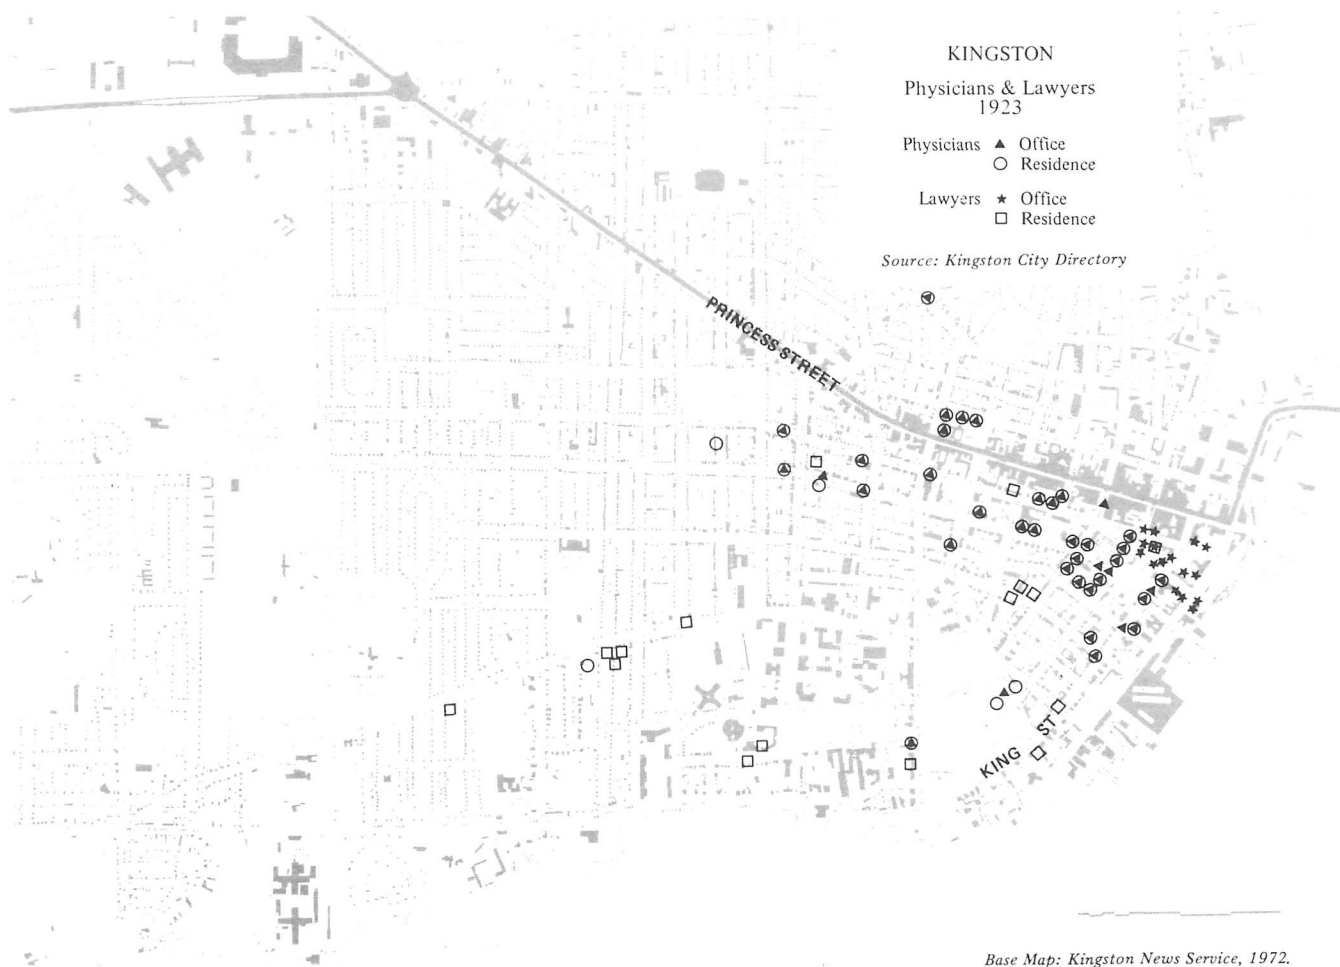 KINGSTON
Physicians & Lawyers
1923
Physicians ▲ Office
○ Residence
Lawyers ★ Office
□ Residence
Source: Kingston City Directory
PRINCESS STREET
KING ST
Base Map: Kingston News Service, 1972.